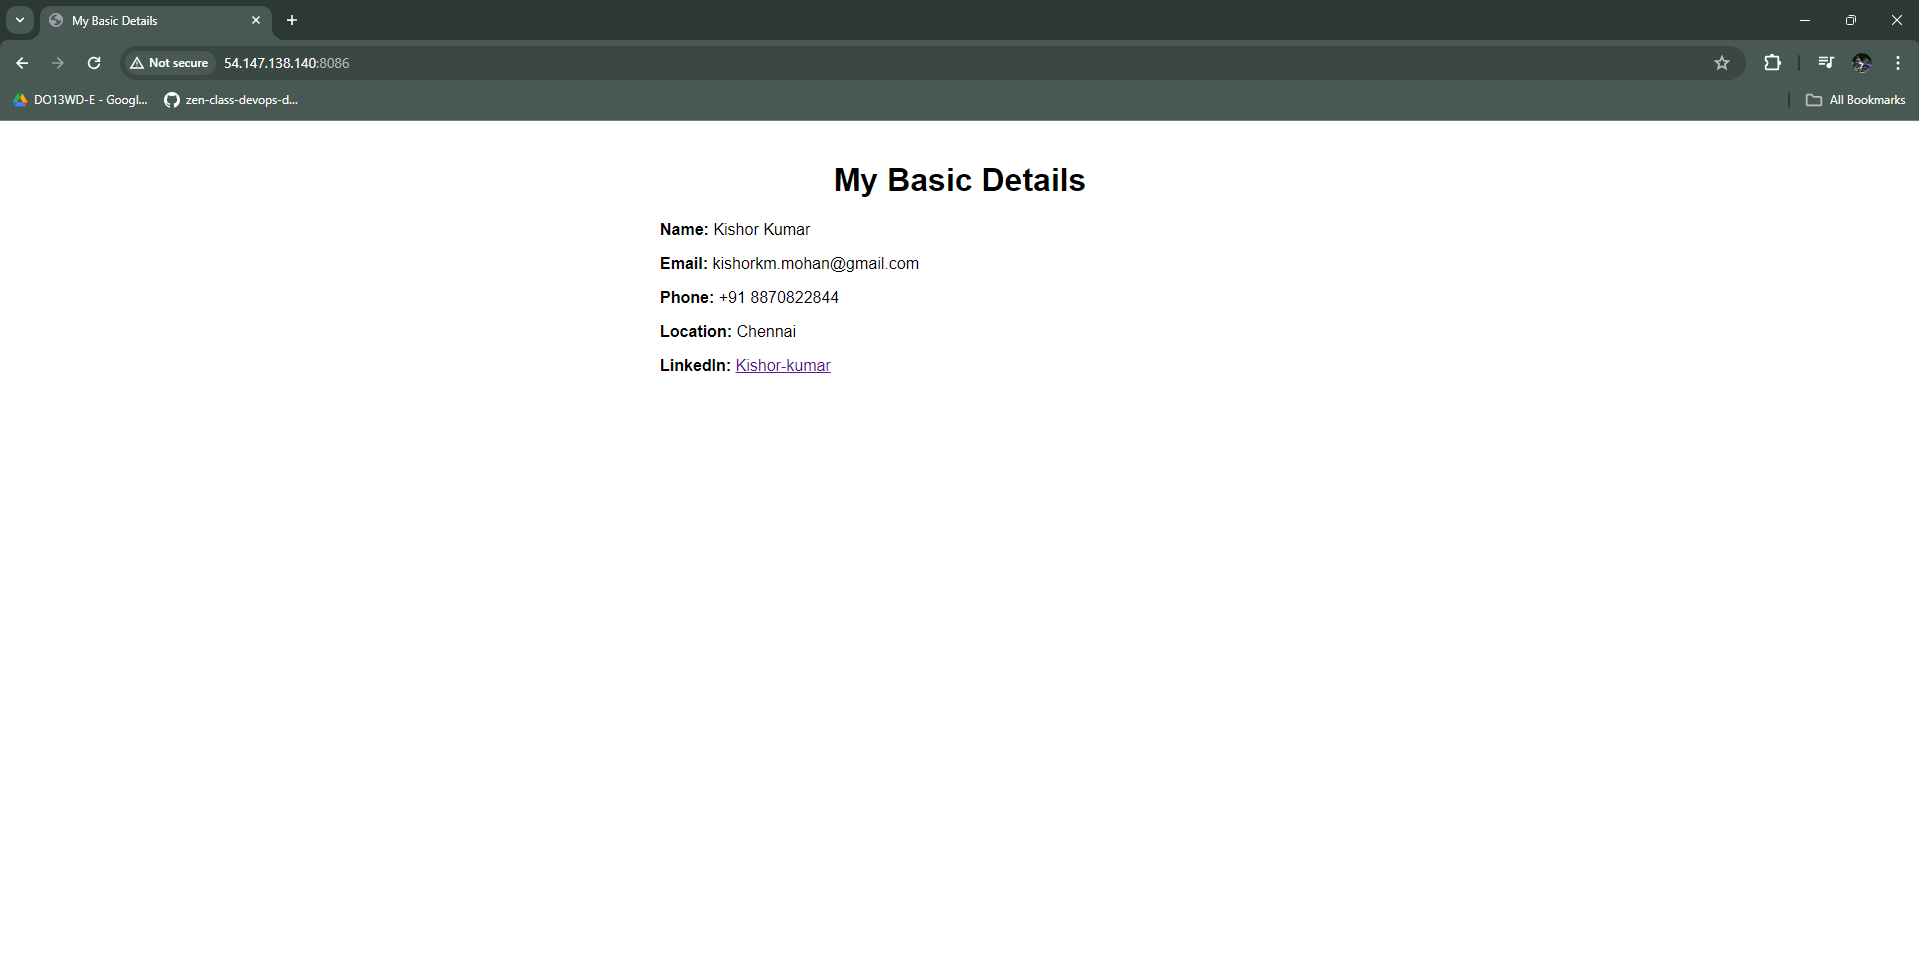 My Basic Details
Not secure 54.147.138.140:8086
DO13WD-E - Googl... zen-class-devops-d... All Bookmarks
My Basic Details
Name: Kishor Kumar
Email: kishorkm.mohan@gmail.com
Phone: +91 8870822844
Location: Chennai
LinkedIn: Kishor-kumar